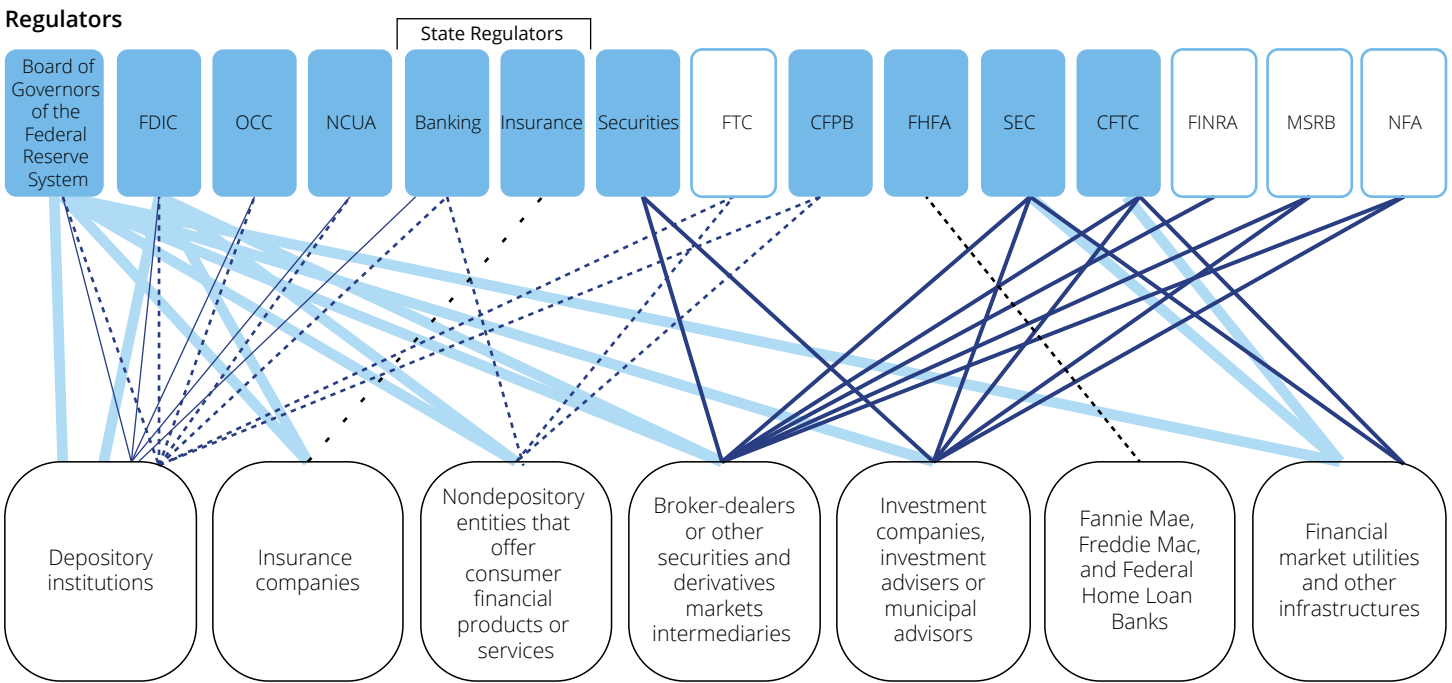 Regulators
State Regulators
Board of
Governors
of the
Federal
Reserve
System
FDIC
OCC
NCUA
Banking
Insurance
Securities
FTC
CFPB
FHFA
SEC
CFTC
FINRA
MSRB
NFA
Depository
institutions
Insurance
companies
Nondepository
entities that
offer
consumer
financial
products or
services
Broker-dealers
or other
securities and
derivatives
markets
intermediaries
Investment
companies,
investment
advisers or
municipal
advisors
Fannie Mae,
Freddie Mac,
and Federal
Home Loan
Banks
Financial
market utilities
and other
infrastructures